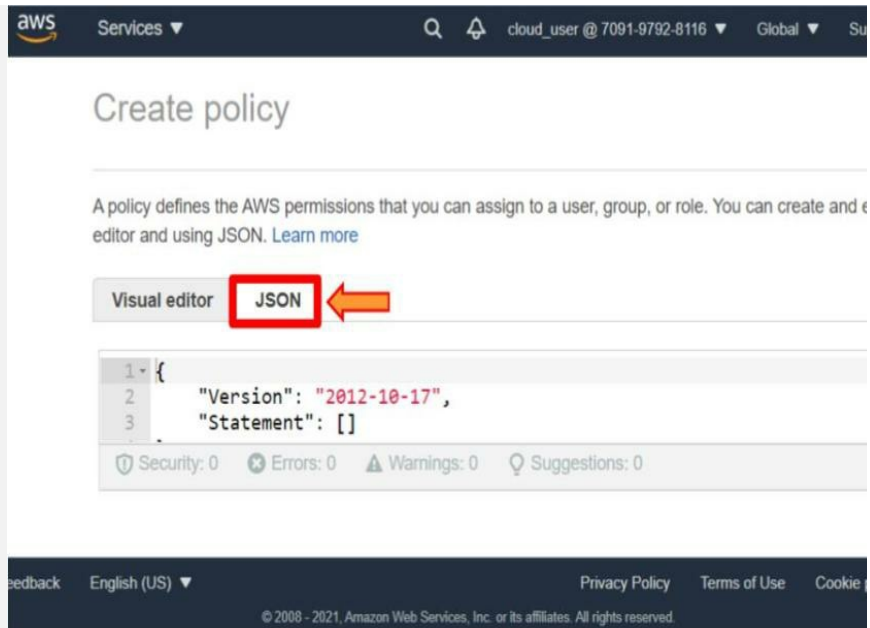 aws Services ▼ cloud_user @ 7091-9792-8116 ▼ Global ▼ Su
Create policy
A policy defines the AWS permissions that you can assign to a user, group, or role. You can create and e
editor and using JSON. Learn more
Visual editor JSON
1 {
2 "Version": "2012-10-17",
3 "Statement": []
Security: 0 Errors: 0 Warnings: 0 Suggestions: 0
eedback English (US) ▼ Privacy Policy Terms of Use Cookie
© 2008 - 2021, Amazon Web Services, Inc. or its affiliates. All rights reserved.